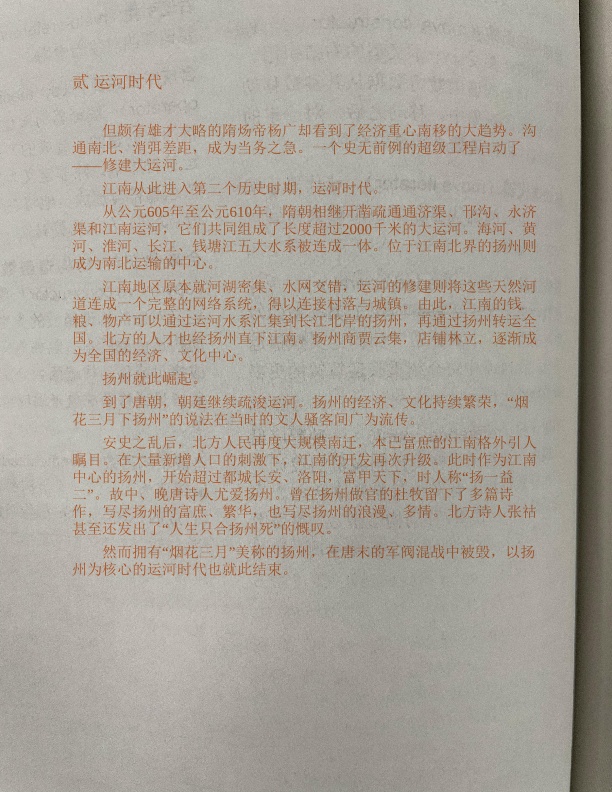 贰 运河时代
但颇有雄才大略的隋炀帝杨广却看到了经济重心南移的大趋势。沟
通南北、消弭差距，成为当务之急。一个史无前例的超级工程启动了
——修建大运河。
江南从此进入第二个历史时期，运河时代。
从公元605年至公元610年，隋朝相继开凿疏通通济渠、邗沟、永济
渠和江南运河，它们共同组成了长度超过2000千米的大运河。海河、黄
河、淮河、长江、钱塘江五大水系被连成一体。位于江南北界的扬州则
成为南北运输的中心。
江南地区原本就河湖密集、水网交错，运河的修建则将这些天然河
道连成一个完整的网络系统，得以连接村落与城镇。由此，江南的钱
粮、物产可以通过运河水系汇集到长江北岸的扬州，再通过扬州转运全
国。北方的人才也经扬州直下江南。扬州商贾云集，店铺林立，逐渐成
为全国的经济、文化中心。
扬州就此崛起。
到了唐朝，朝廷继续疏浚运河。扬州的经济、文化持续繁荣，“烟
花三月下扬州”的说法在当时的文人骚客间广为流传。
安史之乱后，北方人民再度大规模南迁，本已富庶的江南格外引人
瞩目。在大量新增人口的刺激下，江南的开发再次升级。此时作为江南
中心的扬州，开始超过都城长安、洛阳，富甲天下，时人称“扬一益
二”。故中、晚唐诗人尤爱扬州。曾在扬州做官的杜牧留下了多篇诗
作，写尽扬州的富庶、繁华，也写尽扬州的浪漫、多情。北方诗人张祜
甚至还发出了“人生只合扬州死”的慨叹。
然而拥有“烟花三月”美称的扬州，在唐末的军阀混战中被毁，以扬
州为核心的运河时代也就此结束。